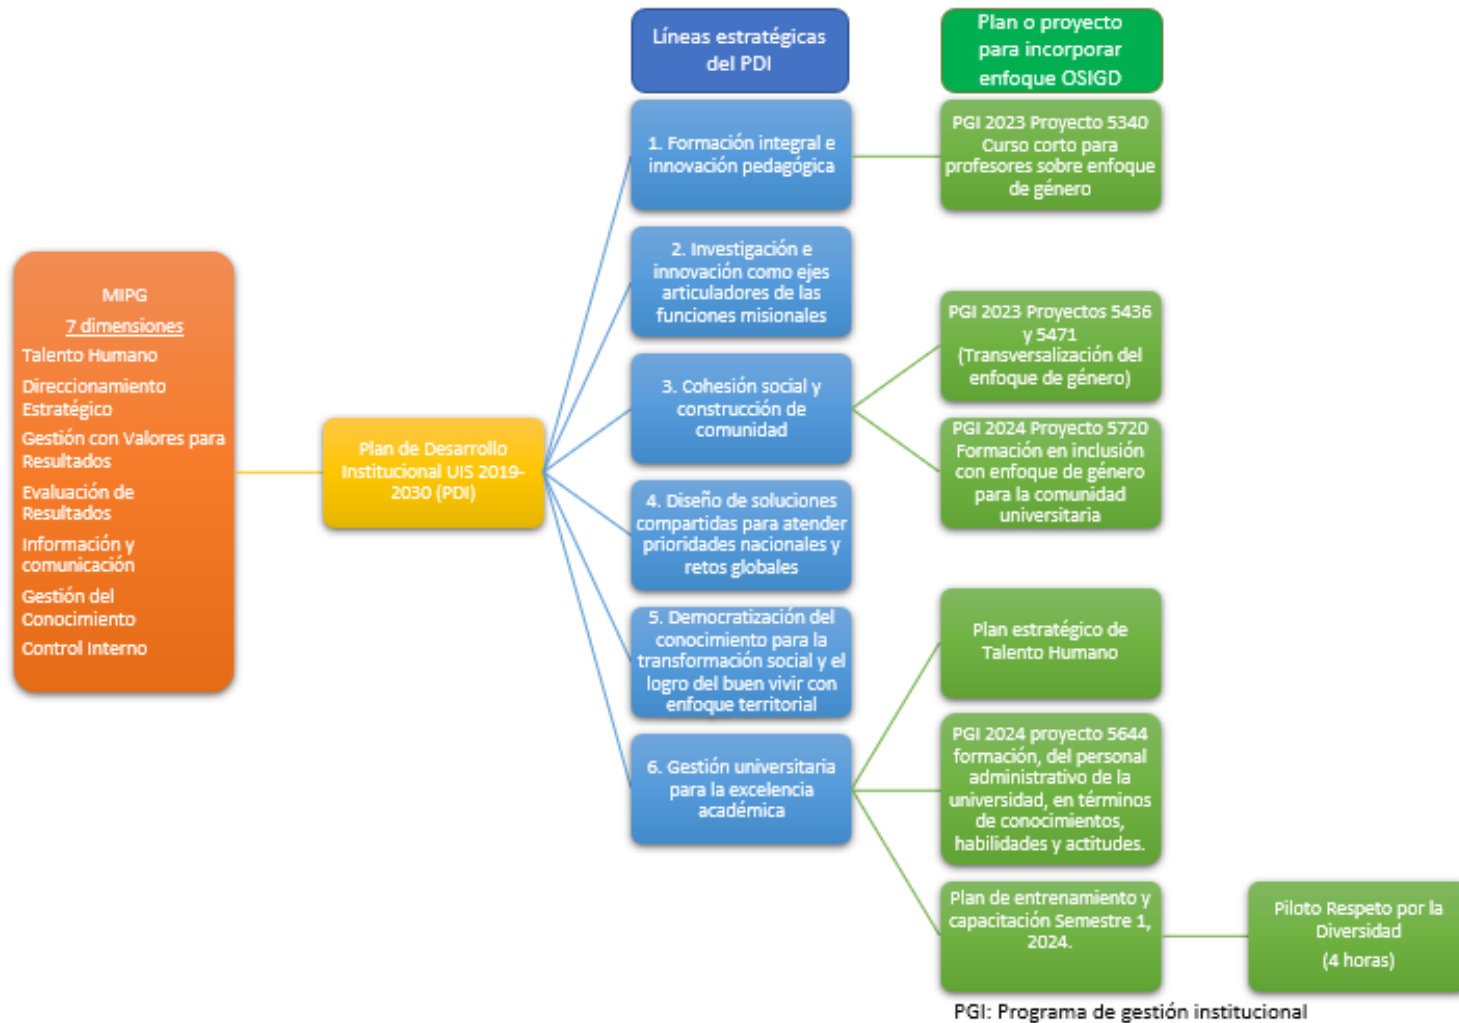 Líneas estratégicas
del PDI
Plan o proyecto
para incorporar
enfoque OSIGD
MIPG
7 dimensiones
Talento Humano
Direccionamiento
Estratégico
Gestión con Valores para
Resultados
Evaluación de
Resultados
Información y
comunicación
Gestión del
Conocimiento
Control Interno
Plan de Desarrollo
Institucional UIS 2019-
2030 (PDI)
1. Formación integral e
innovación pedagógica
PGI 2023 Proyecto 5340
Curso corto para
profesores sobre enfoque
de género
2. Investigación e
innovación como ejes
articuladores de las
funciones misionales
3. Cohesión social y
construcción de
comunidad
PGI 2023 Proyectos 5436
y 5471
(Transversalización del
enfoque de género)
PGI 2024 Proyecto 5720
Formación en inclusión
con enfoque de género
para la comunidad
universitaria
4. Diseño de soluciones
compartidas para atender
prioridades nacionales y
retos globales
5. Democratización del
conocimiento para la
transformación social y el
logro del buen vivir con
enfoque territorial
6. Gestión universitaria
para la excelencia
académica
Plan estratégico de
Talento Humano
PGI 2024 proyecto 5644
formación, del personal
administrativo de la
universidad, en términos
de conocimientos,
habilidades y actitudes.
Plan de entrenamiento y
capacitación Semestre 1,
2024.
Piloto Respeto por la
Diversidad
(4 horas)
PGI: Programa de gestión institucional